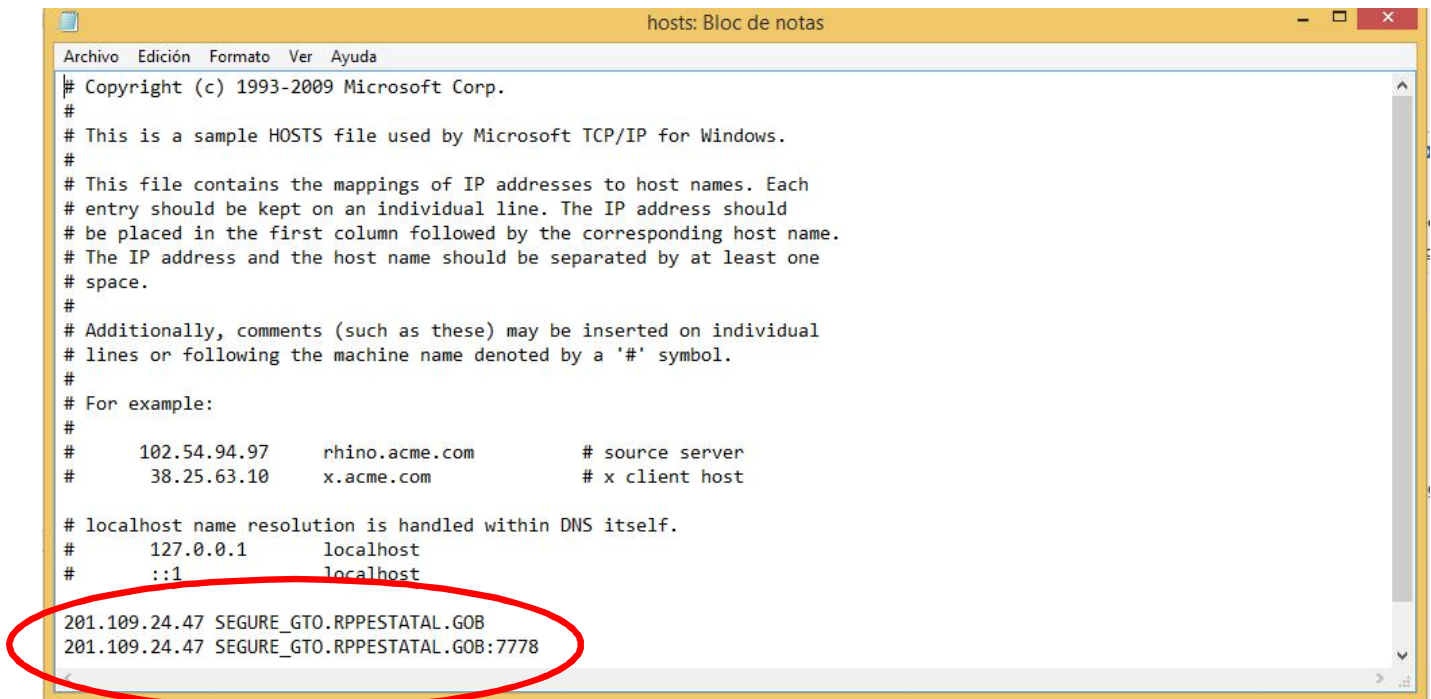 hosts: Bloc de notas
Archivo Edición Formato Ver Ayuda
# Copyright (c) 1993-2009 Microsoft Corp.
#
# This is a sample HOSTS file used by Microsoft TCP/IP for Windows.
#
# This file contains the mappings of IP addresses to host names. Each
# entry should be kept on an individual line. The IP address should
# be placed in the first column followed by the corresponding host name.
# The IP address and the host name should be separated by at least one
# space.
#
# Additionally, comments (such as these) may be inserted on individual
# lines or following the machine name denoted by a '#' symbol.
#
# For example:
#
#      102.54.94.97     rhino.acme.com          # source server
#       38.25.63.10     x.acme.com              # x client host
# localhost name resolution is handled within DNS itself.
#       127.0.0.1       localhost
#       ::1             localhost
201.109.24.47 SEGURE_GTO.RPPESTATAL.GOB
201.109.24.47 SEGURE_GTO.RPPESTATAL.GOB:7778